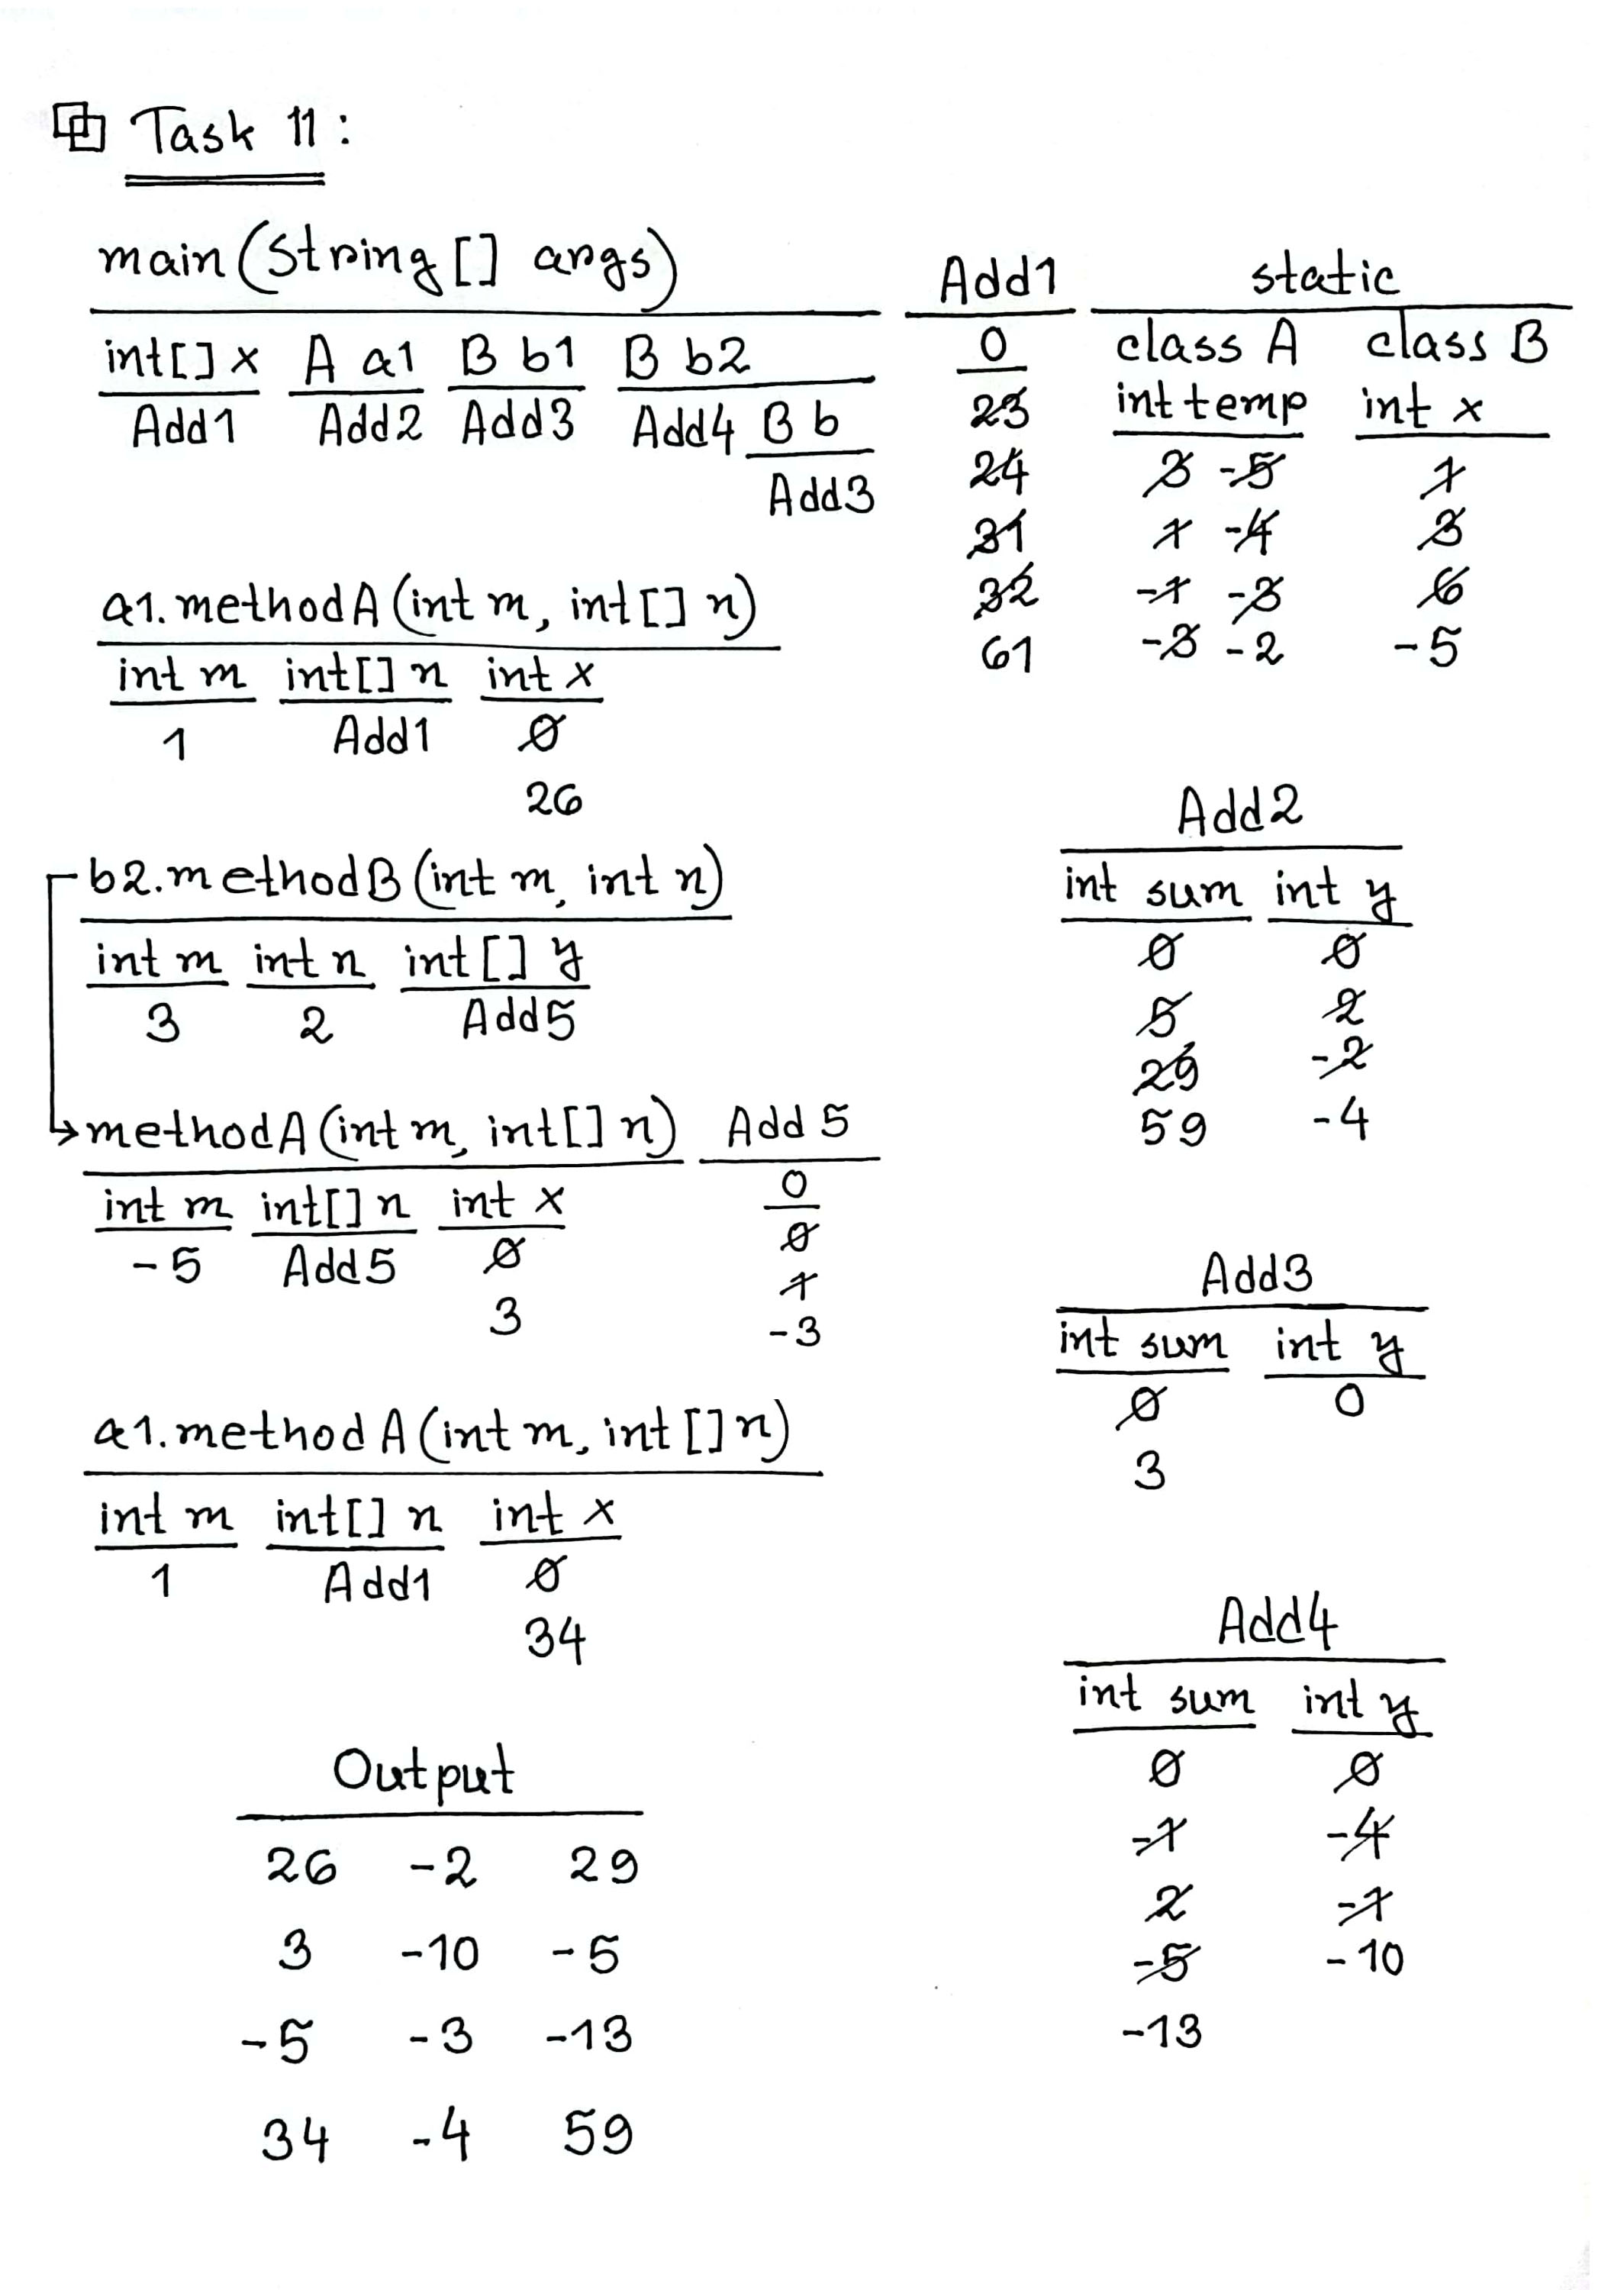 Task 11:
main (String [] args)
int[] x A a1 B b1 B b2
Add1 Add2 Add3 Add4 B b
Add3
Add1
0
23
24
31
32
61
static
class A class B
int temp int x
3 -5 1
1 -4 3
-1 -3 6
-3 -2 -5
a1.methodA (int m, int[] n)
int m int[] n int x
1 Add1 0
26
b2.methodB (int m, int n)
int m int n int[] y
3 2 Add5
methodA (int m, int[] n)
int m int[] n int x
-5 Add5 0
3
Add 5
0
0
1
-3
a1.methodA (int m, int[] n)
int m int[] n int x
1 Add1 0
34
Output
26 -2 29
3 -10 -5
-5 -3 -13
34 -4 59
Add2
int sum int y
0 0
5 2
29 -2
59 -4
Add3
int sum int y
0 0
3
Add4
int sum int y
0 0
-1 -4
2 -1
-5 -10
-13